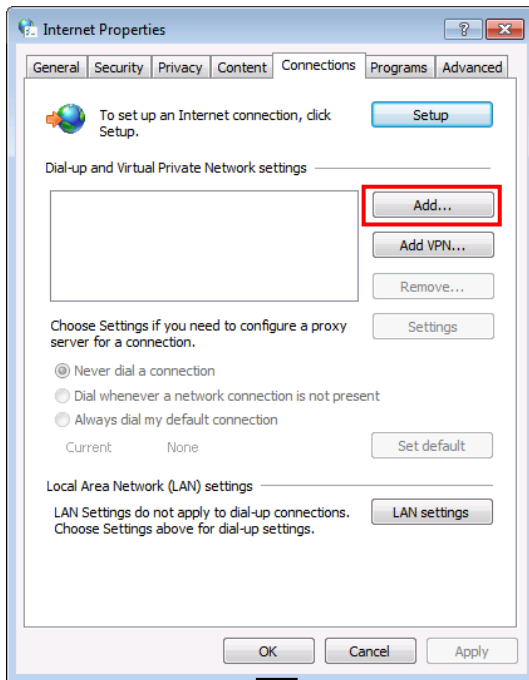 Internet Properties
General Security Privacy Content Connections Programs Advanced
To set up an Internet connection, click
Setup.
Setup
Dial-up and Virtual Private Network settings
Add...
Add VPN...
Remove...
Choose Settings if you need to configure a proxy
server for a connection.
Settings
Never dial a connection
Dial whenever a network connection is not present
Always dial my default connection
Current None
Set default
Local Area Network (LAN) settings
LAN Settings do not apply to dial-up connections.
Choose Settings above for dial-up settings.
LAN settings
OK Cancel Apply